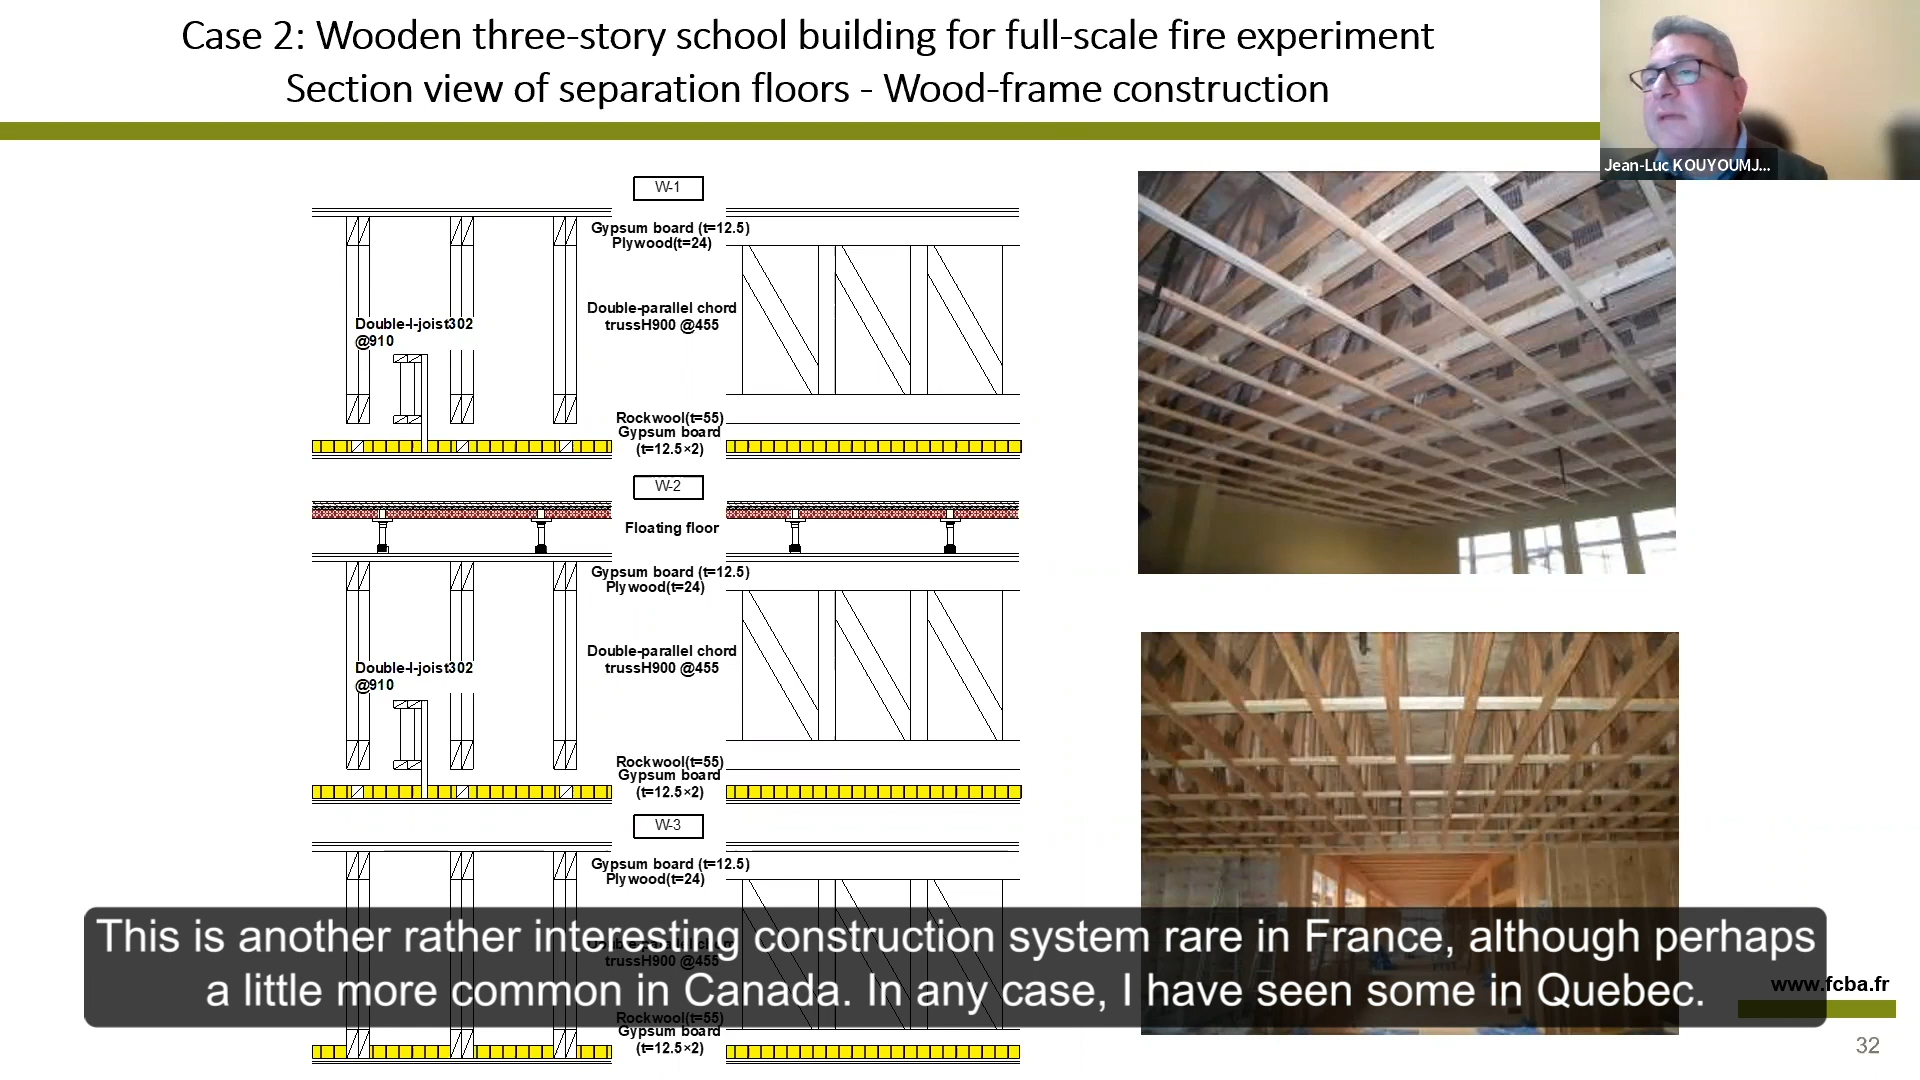 Case 2: Wooden three-story school building for full-scale fire experiment
Section view of separation floors - Wood-frame construction
Jean-Luc KOUYOUMJ...
W-1
Gypsum board (t=12.5)
Plywood(t=24)
Double-parallel chord
trussH900 @455
Double-I-joist302
@910
Rockwool(t=55)
Gypsum board
(t=12.5×2)
W-2
Floating floor
Gypsum board (t=12.5)
Plywood(t=24)
Double-parallel chord
trussH900 @455
Double-I-joist302
@910
Rockwool(t=55)
Gypsum board
(t=12.5×2)
W-3
Gypsum board (t=12.5)
Plywood(t=24)
Double-parallel chord
trussH900 @455
This is another rather interesting construction system rare in France, although perhaps
a little more common in Canada. In any case, I have seen some in Quebec.
Rockwool(t=55)
Gypsum board
(t=12.5×2)
www.fcba.fr
32